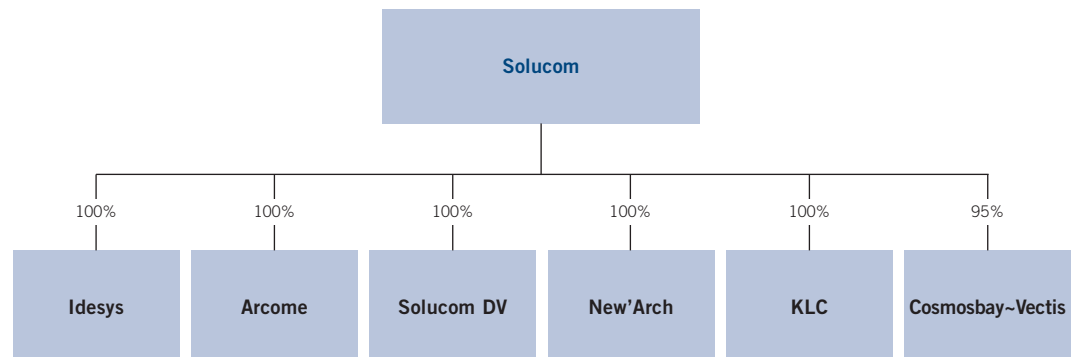 Solucom
100% 100% 100% 100% 100% 95%
Idesys Arcome Solucom DV New'Arch KLC Cosmosbay~Vectis